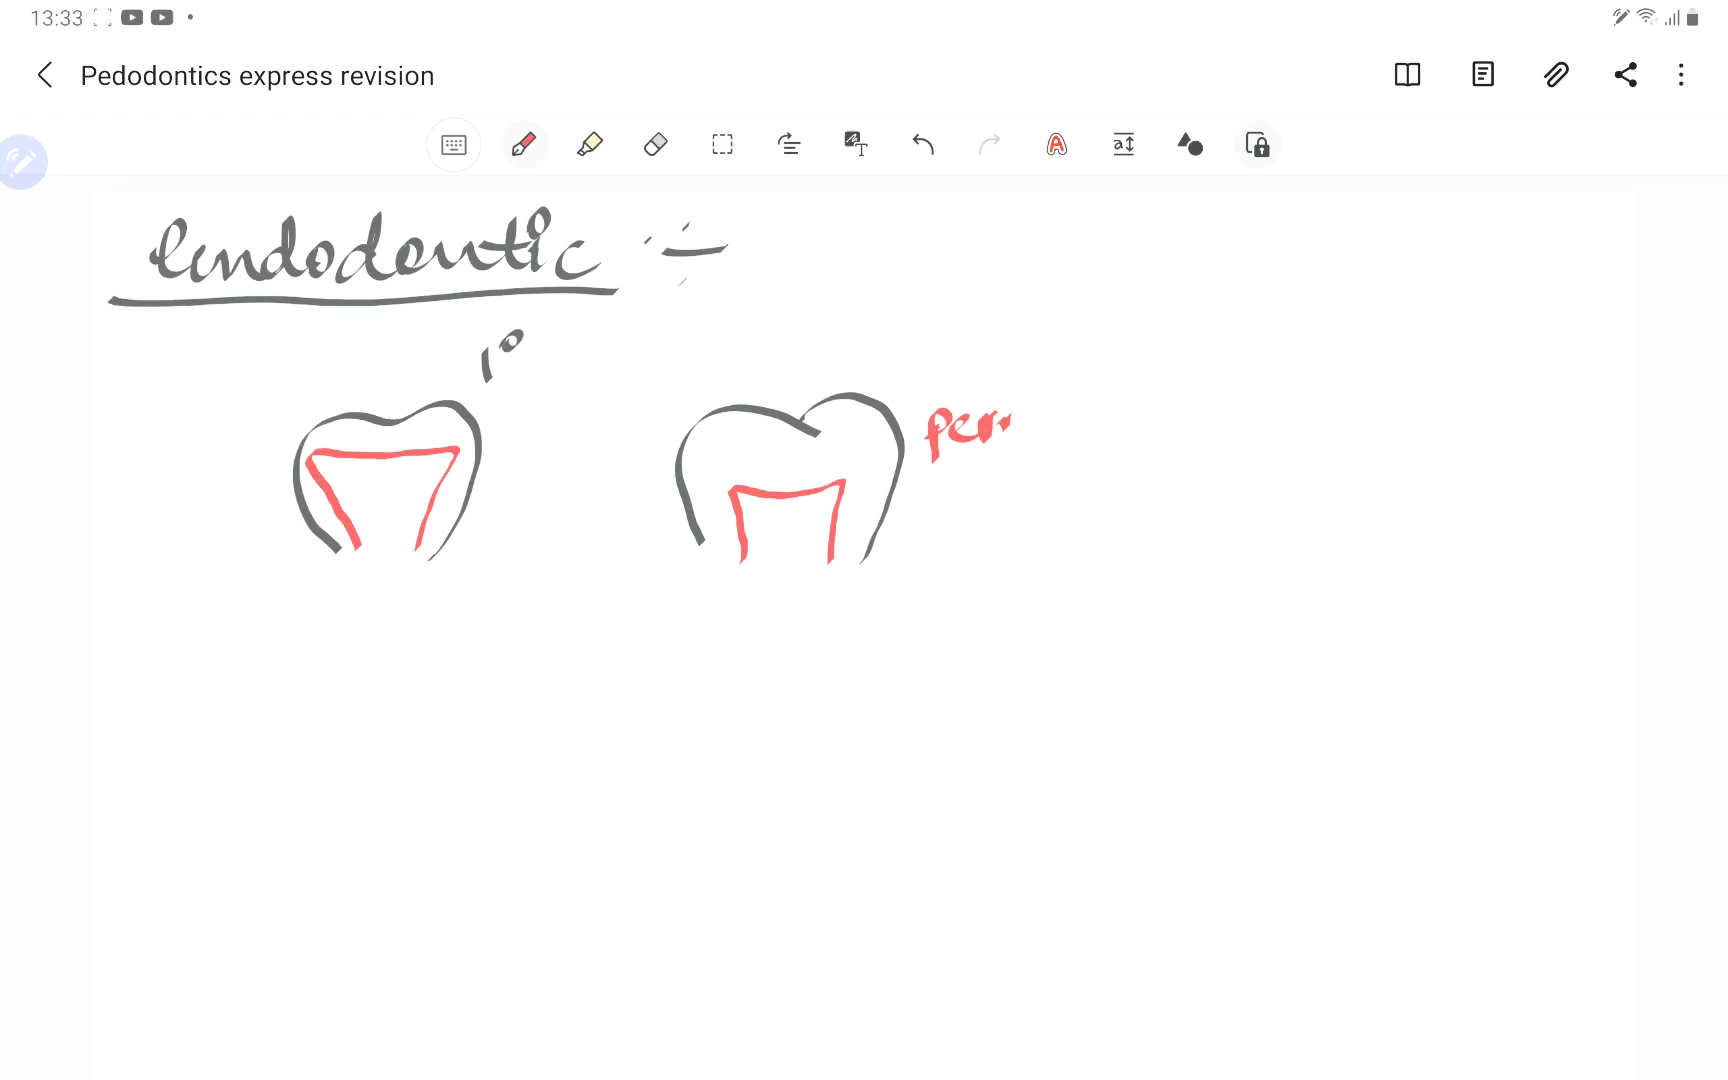 13:33
Pedodontics express revision
Endodontic :-
1°
per